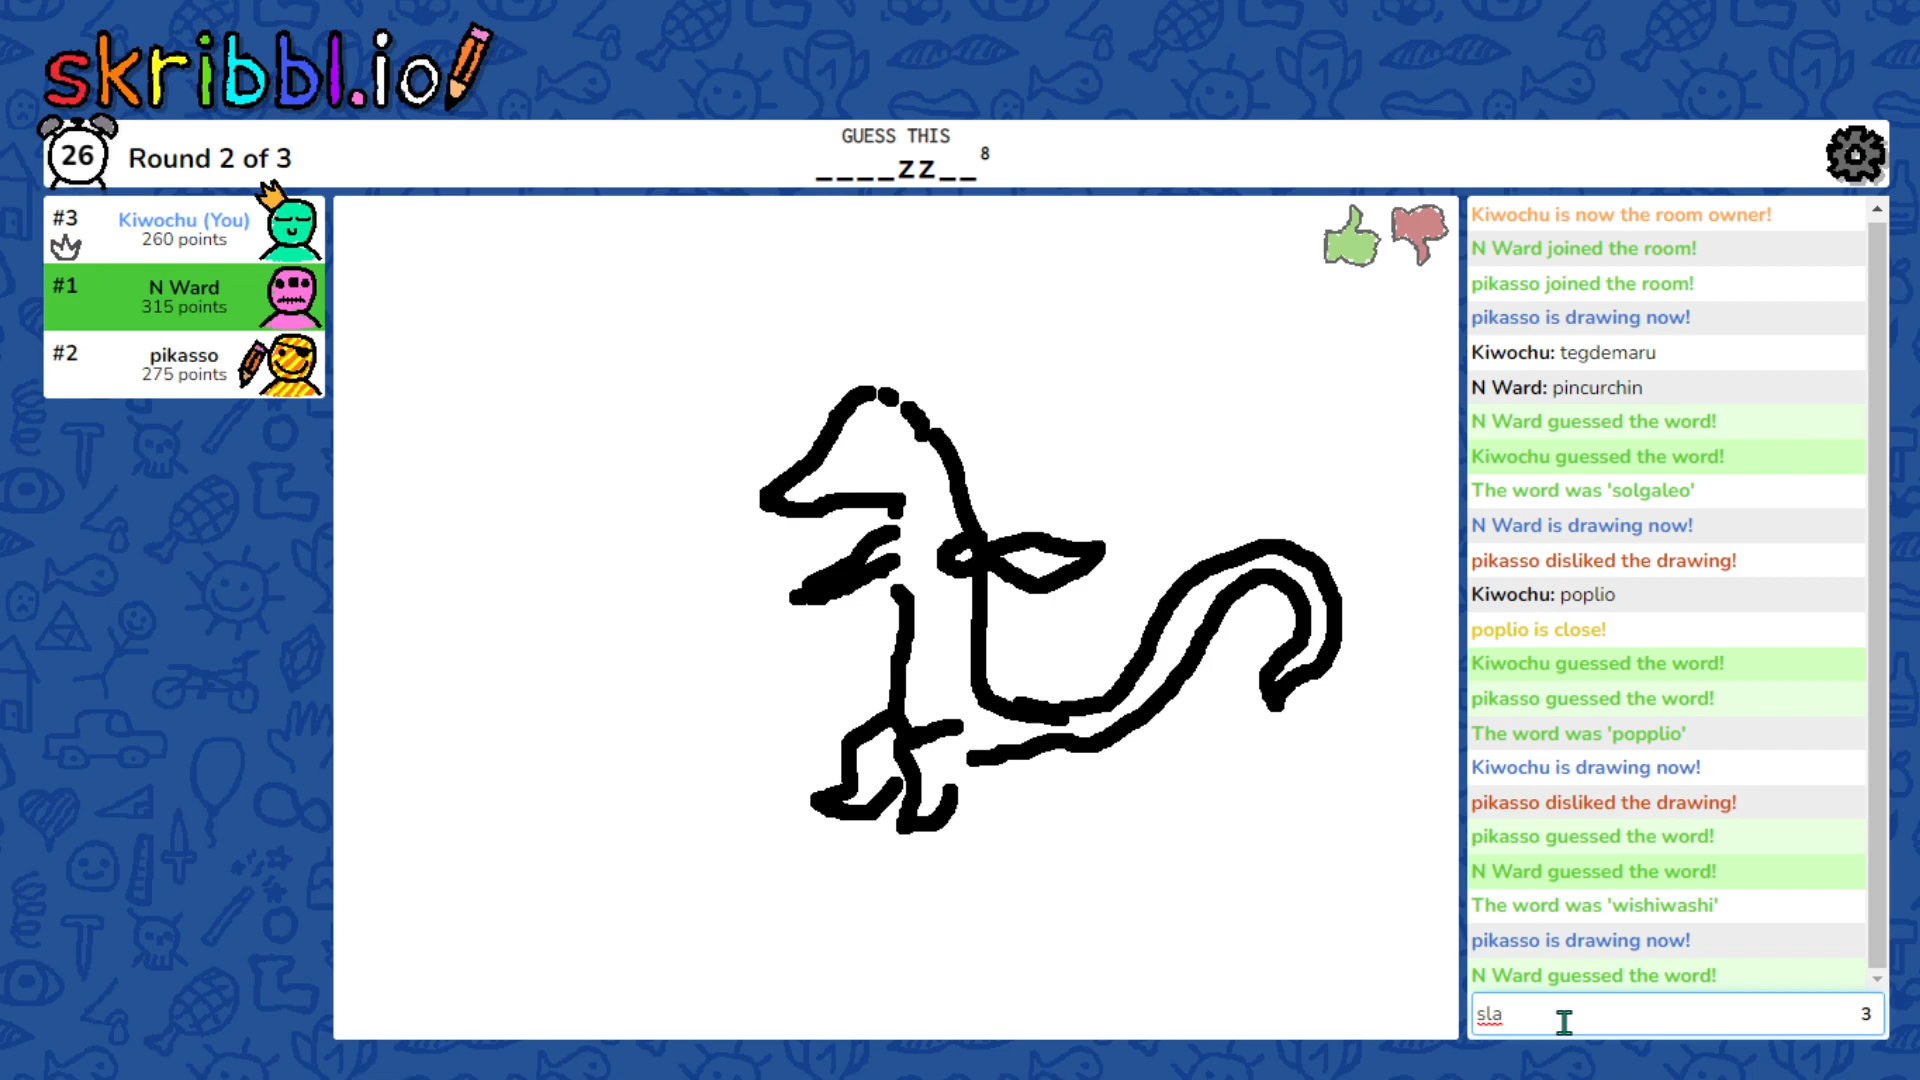 skribbl.io
26
Round 2 of 3
GUESS THIS
____zz__ 8
#3
Kiwochu (You)
260 points
#1
N Ward
315 points
#2
pikasso
275 points
Kiwochu is now the room owner!
N Ward joined the room!
pikasso joined the room!
pikasso is drawing now!
Kiwochu: tegdemaru
N Ward: pincurchin
N Ward guessed the word!
Kiwochu guessed the word!
The word was 'solgaleo'
N Ward is drawing now!
pikasso disliked the drawing!
Kiwochu: poplio
poplio is close!
Kiwochu guessed the word!
pikasso guessed the word!
The word was 'popplio'
Kiwochu is drawing now!
pikasso disliked the drawing!
pikasso guessed the word!
N Ward guessed the word!
The word was 'wishiwashi'
pikasso is drawing now!
N Ward guessed the word!
sla 3